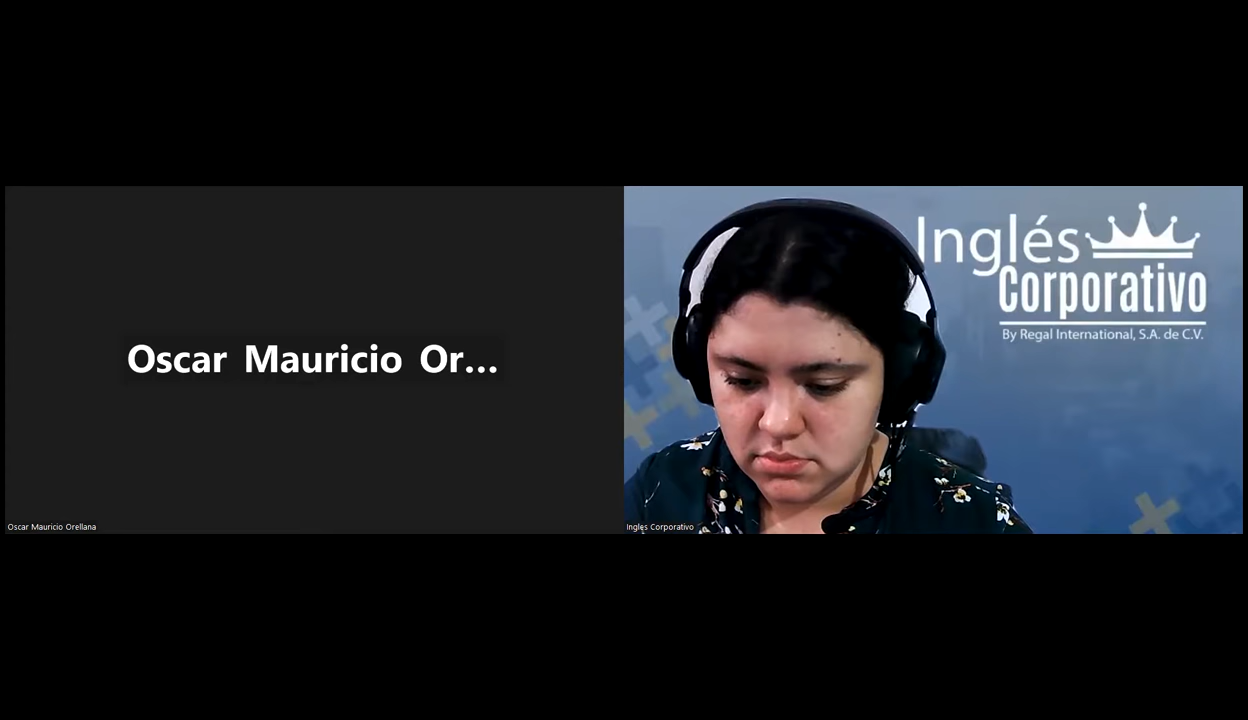 Oscar Mauricio Or...
Oscar Mauricio Orellana
Inglés
Corporativo
By Regal International, S.A. de C.V.
Ingles Corporativo